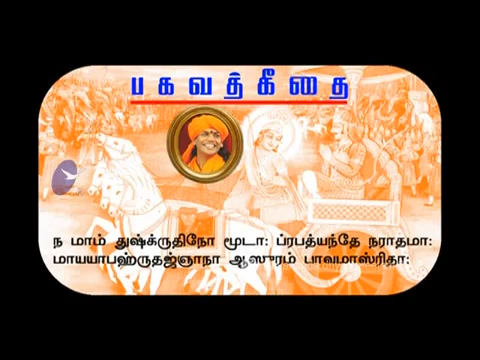 பகவத்கீதை
ந மாம் துஷ்க்ருதிநோ மூடா: ப்ரபத்யந்தே நராதமா:
மாயயாபஹ்ருதஜ்ஞாநா ஆஸுரம் பாவமாஸ்ரிதா: